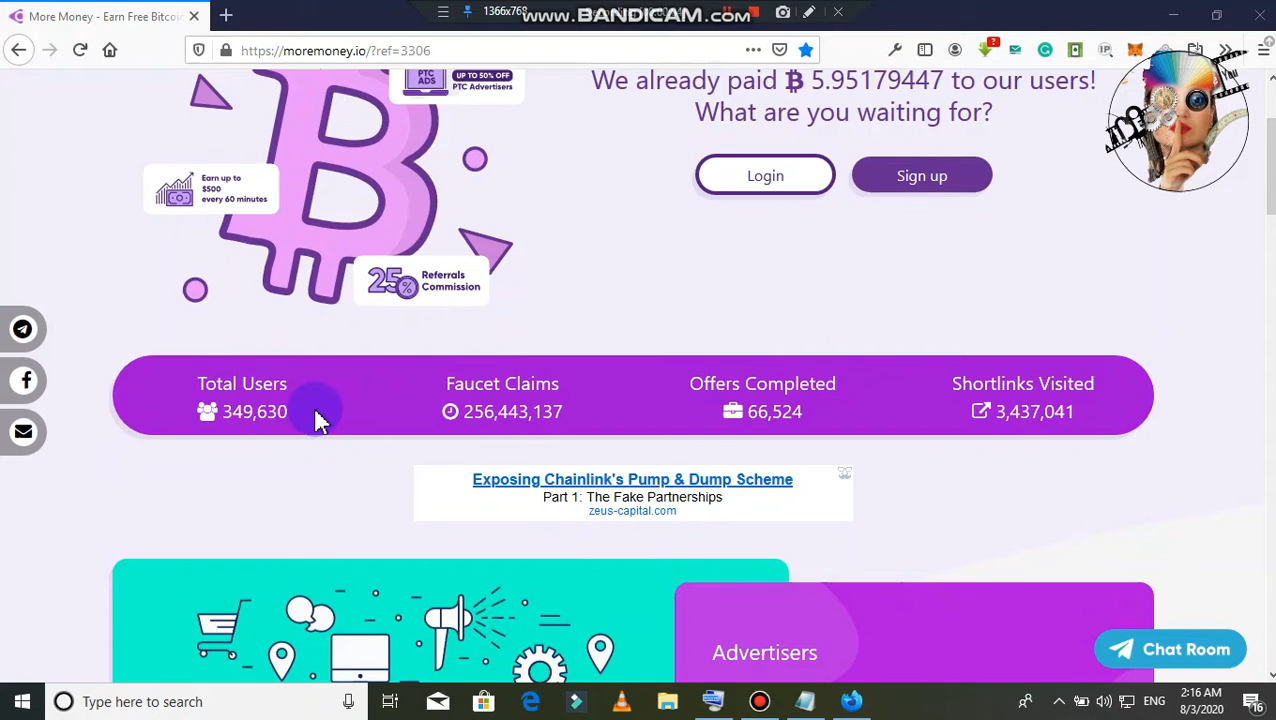 More Money - Earn Free Bitcoin
1366x768
www.BANDICAM.com
https://moremoney.io/?ref=3306
PTC ADS
UP TO 50% OFF
PTC Advertisers
We already paid ₿ 5.95179447 to our users!
What are you waiting for?
Login
Sign up
Earn up to
$500
every 60 minutes
25%
Referrals
Commission
Total Users
Faucet Claims
Offers Completed
Shortlinks Visited
349,630
256,443,137
66,524
3,437,041
Exposing Chainlink's Pump & Dump Scheme
Part 1: The Fake Partnerships
zeus-capital.com
Advertisers
Chat Room
Type here to search
ENG
2:16 AM
8/3/2020
16